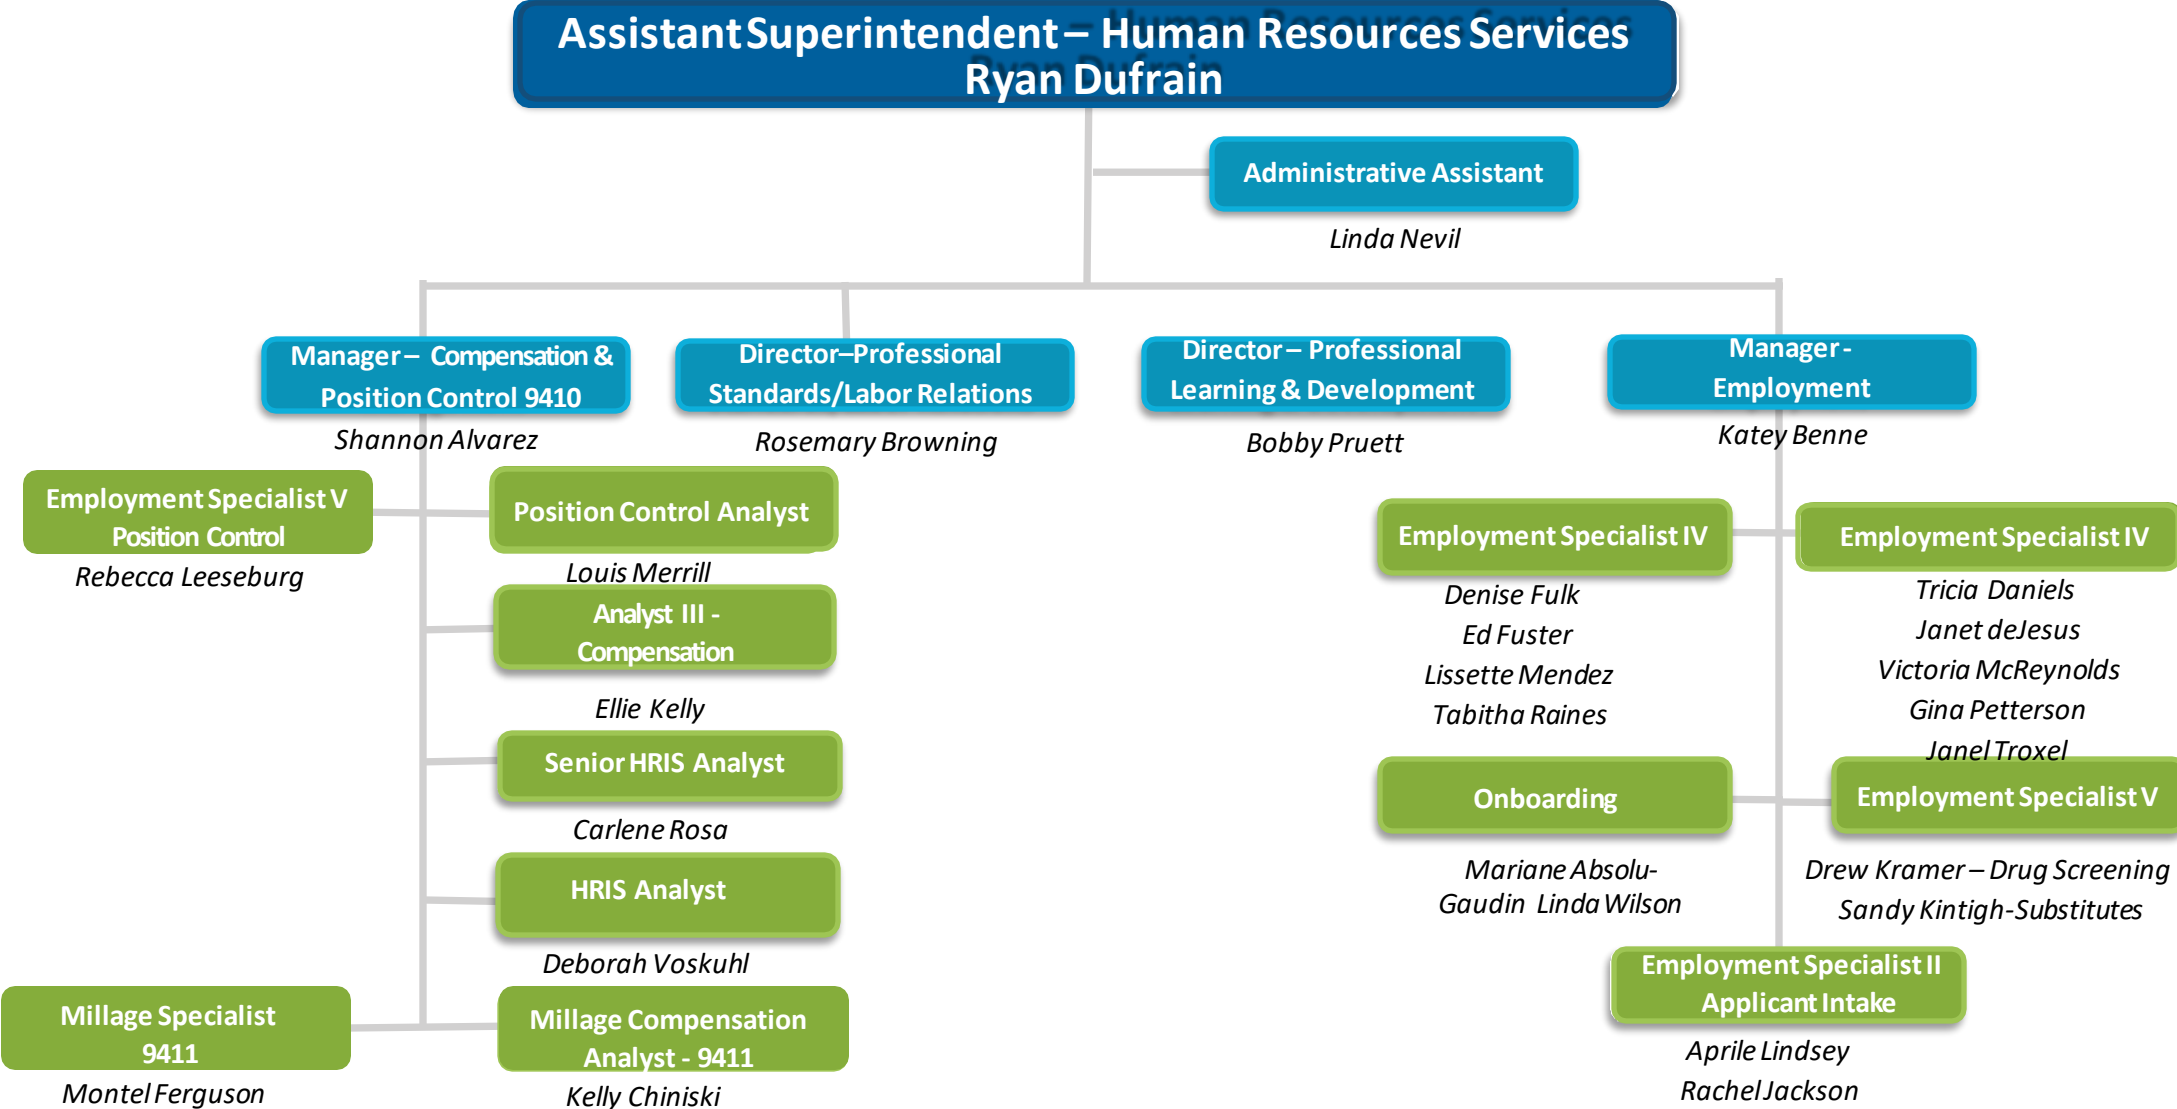 Assistant Superintendent – Human Resources Services
Ryan Dufrain
Administrative Assistant
Linda Nevil
Manager – Compensation &
Position Control 9410
Shannon Alvarez
Director–Professional
Standards/Labor Relations
Rosemary Browning
Director – Professional
Learning & Development
Bobby Pruett
Manager -
Employment
Katey Benne
Employment Specialist V
Position Control
Rebecca Leeseburg
Position Control Analyst
Louis Merrill
Analyst III -
Compensation
Ellie Kelly
Senior HRIS Analyst
Carlene Rosa
HRIS Analyst
Deborah Voskuhl
Millage Specialist
9411
Montel Ferguson
Millage Compensation
Analyst - 9411
Kelly Chiniski
Employment Specialist IV
Denise Fulk
Ed Fuster
Lissette Mendez
Tabitha Raines
Employment Specialist IV
Tricia Daniels
Janet deJesus
Victoria McReynolds
Gina Petterson
Janel Troxel
Onboarding
Mariane Absolu-
Gaudin Linda Wilson
Employment Specialist V
Drew Kramer – Drug Screening
Sandy Kintigh-Substitutes
Employment Specialist II
Applicant Intake
Aprile Lindsey
Rachel Jackson